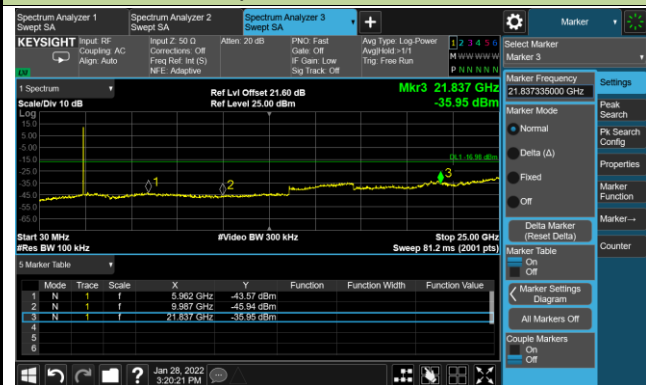 Spectrum Analyzer 1
Swept SA
Spectrum Analyzer 2
Swept SA
Spectrum Analyzer 3
Swept SA
+
Marker
KEYSIGHT
Input: RF
Coupling: AC
Align: Auto
Input Z: 50 Ω
Corrections: Off
Freq Ref: Int (S)
NFE: Adaptive
Atten: 20 dB
PNO: Fast
Gate: Off
IF Gain: Low
Sig Track: Off
Avg Type: Log-Power
Avg|Hold:>1/1
Trig: Free Run
1 2 3 4 5 6
M W W W W W
P N N N N N
LXI
Select Marker
Marker 3
1 Spectrum
Scale/Div 10 dB
Log
Ref Lvl Offset 21.60 dB
Ref Level 25.00 dBm
Mkr3 21.837 GHz
-35.95 dBm
15.0
5.00
-5.00
-15.0
-25.0
-35.0
-45.0
-55.0
-65.0
DL1 -16.98 dBm
1
2
3
Start 30 MHz
#Res BW 100 kHz
#Video BW 300 kHz
Stop 25.00 GHz
Sweep 81.2 ms (2001 pts)
5 Marker Table
Mode Trace Scale X Y Function Function Width Function Value
1 N 1 f 5.962 GHz -43.57 dBm
2 N 1 f 9.987 GHz -45.94 dBm
3 N 1 f 21.837 GHz -35.95 dBm
4
5
6
Marker Frequency
21.837335000 GHz
Marker Mode
Normal
Delta (Δ)
Fixed
Off
Delta Marker
(Reset Delta)
Marker Table
On
Off
Marker Settings
Diagram
All Markers Off
Couple Markers
On
Off
Settings
Peak
Search
Pk Search
Config
Properties
Marker
Function
Marker→
Counter
?
Jan 28, 2022
3:20:21 PM